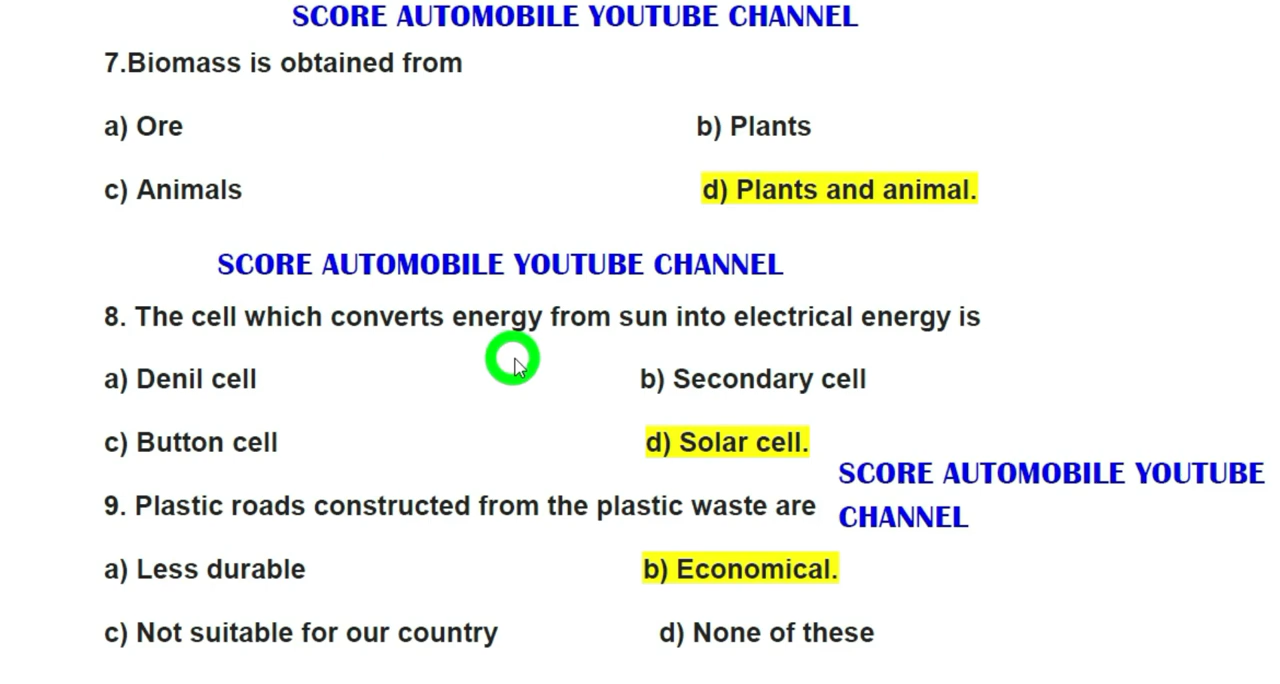 SCORE AUTOMOBILE YOUTUBE CHANNEL
7.Biomass is obtained from
a) Ore b) Plants
c) Animals d) Plants and animal.
SCORE AUTOMOBILE YOUTUBE CHANNEL
8. The cell which converts energy from sun into electrical energy is
a) Denil cell b) Secondary cell
c) Button cell d) Solar cell.
SCORE AUTOMOBILE YOUTUBE
CHANNEL
9. Plastic roads constructed from the plastic waste are
a) Less durable b) Economical.
c) Not suitable for our country d) None of these